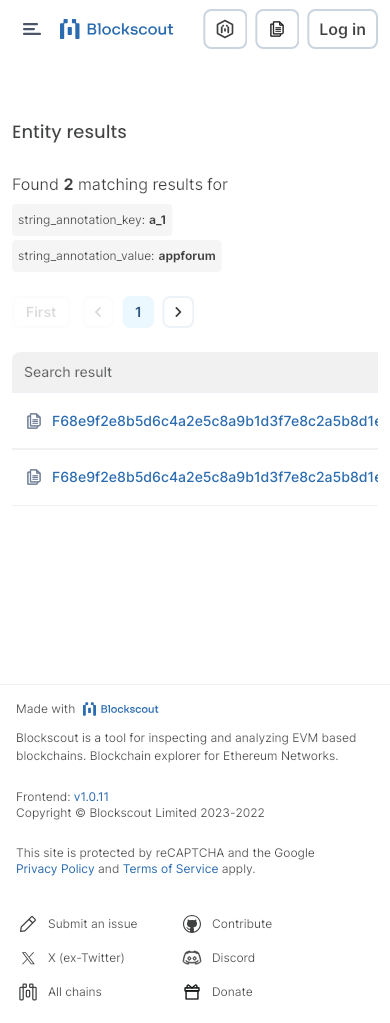 Blockscout
Log in
Entity results
Found 2 matching results for
string_annotation_key: a_1
string_annotation_value: appforum
First
1
Search result
F68e9f2e8b5d6c4a2e5c8a9b1d3f7e8c2a5b8d1e
F68e9f2e8b5d6c4a2e5c8a9b1d3f7e8c2a5b8d1e
Made with Blockscout
Blockscout is a tool for inspecting and analyzing EVM based
blockchains. Blockchain explorer for Ethereum Networks.
Frontend: v1.0.11
Copyright © Blockscout Limited 2023-2022
This site is protected by reCAPTCHA and the Google
Privacy Policy and Terms of Service apply.
Submit an issue
Contribute
X (ex-Twitter)
Discord
All chains
Donate